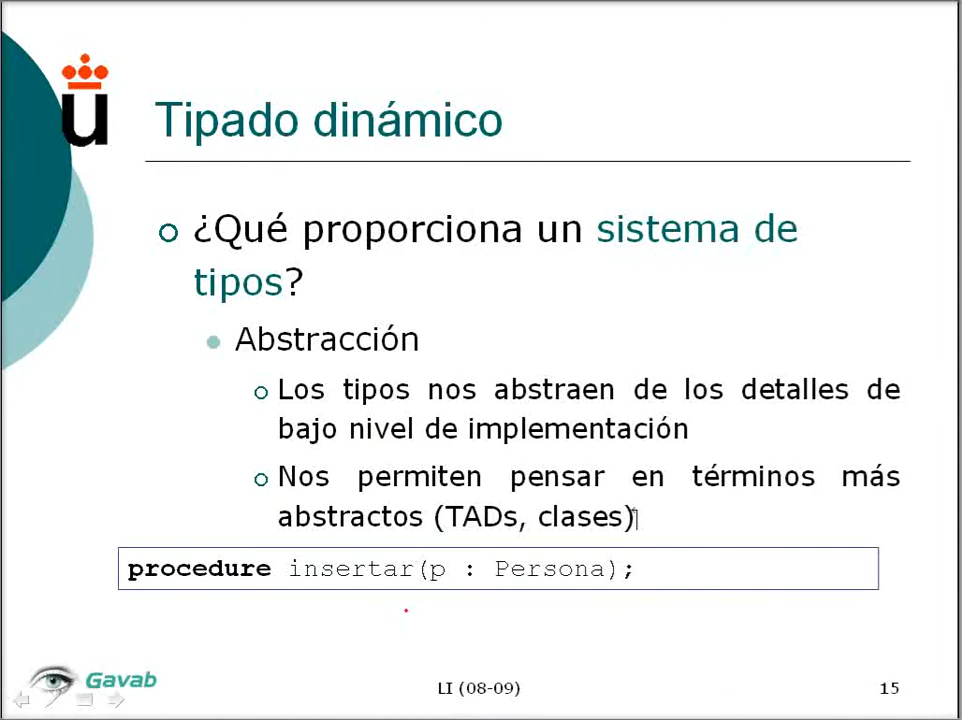 u
Tipado dinámico
¿Qué proporciona un sistema de
tipos?
Abstracción
Los tipos nos abstraen de los detalles de
bajo nivel de implementación
Nos permiten pensar en términos más
abstractos (TADs, clases)
procedure insertar(p : Persona);
Gavab
LI (08-09)
15